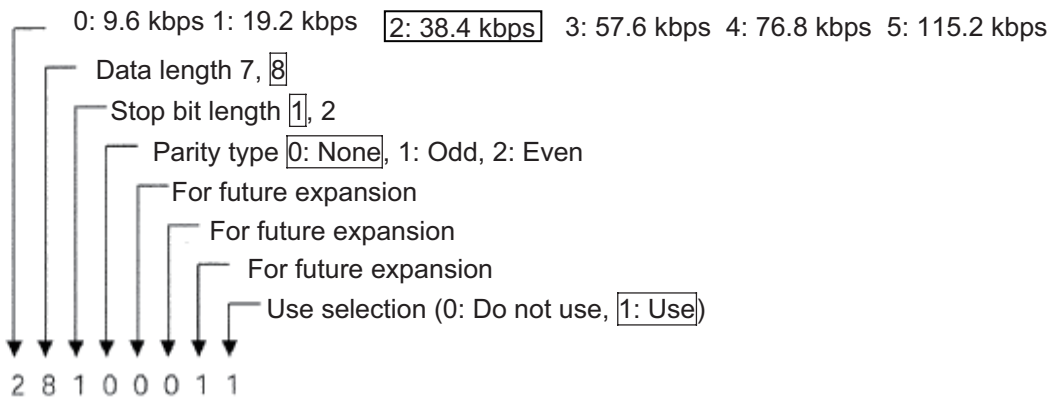 0: 9.6 kbps 1: 19.2 kbps 2: 38.4 kbps 3: 57.6 kbps 4: 76.8 kbps 5: 115.2 kbps
Data length 7, 8
Stop bit length 1, 2
Parity type 0: None, 1: Odd, 2: Even
For future expansion
For future expansion
For future expansion
Use selection (0: Do not use, 1: Use)
2 8 1 0 0 0 1 1